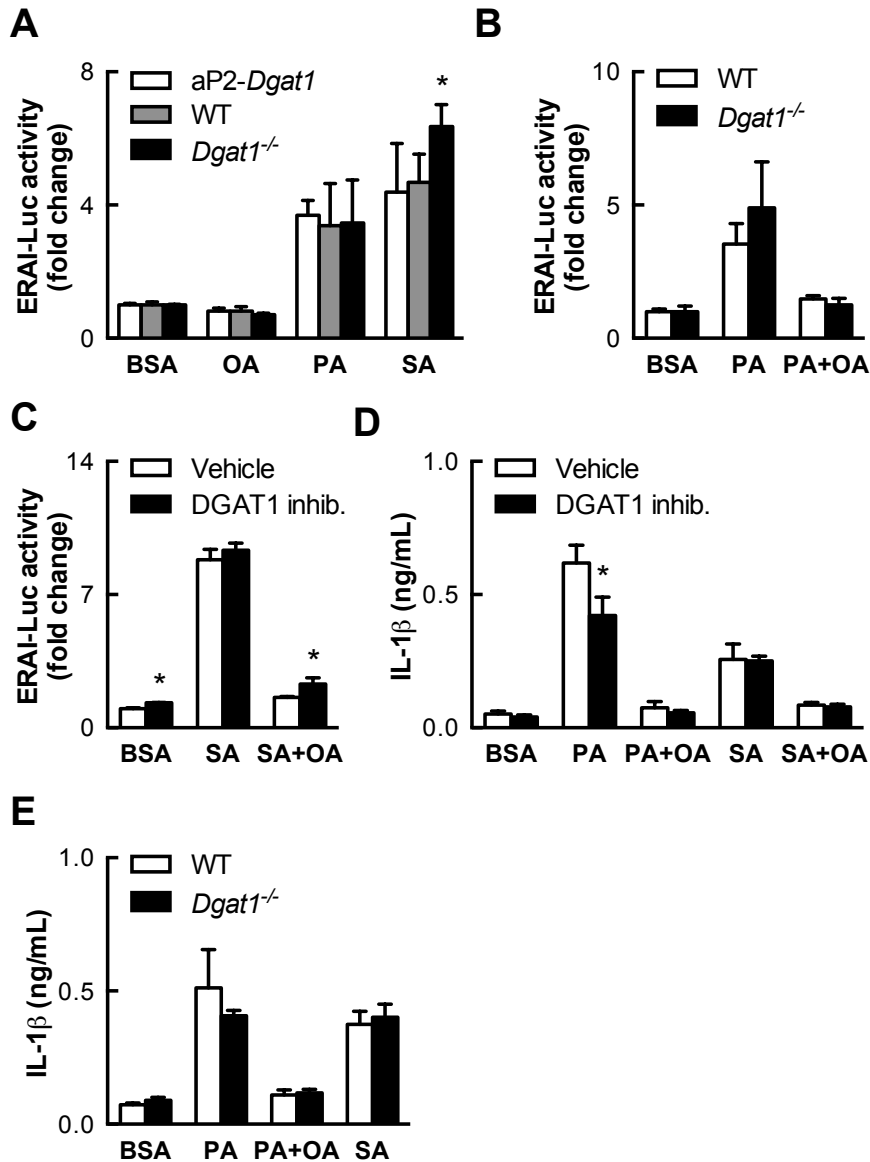 A
ERAI-Luc activity
(fold change)
8
4
0
aP2-Dgat1
WT
Dgat1-/-
*
BSA OA PA SA
B
ERAI-Luc activity
(fold change)
10
5
0
WT
Dgat1-/-
BSA PA PA+OA
C
ERAI-Luc activity
(fold change)
14
7
0
Vehicle
DGAT1 inhib.
* *
BSA SA SA+OA
D
IL-1β (ng/mL)
1.0
0.5
0.0
Vehicle
DGAT1 inhib.
*
BSA PA PA+OA SA SA+OA
E
IL-1β (ng/mL)
1.0
0.5
0.0
WT
Dgat1-/-
BSA PA PA+OA SA